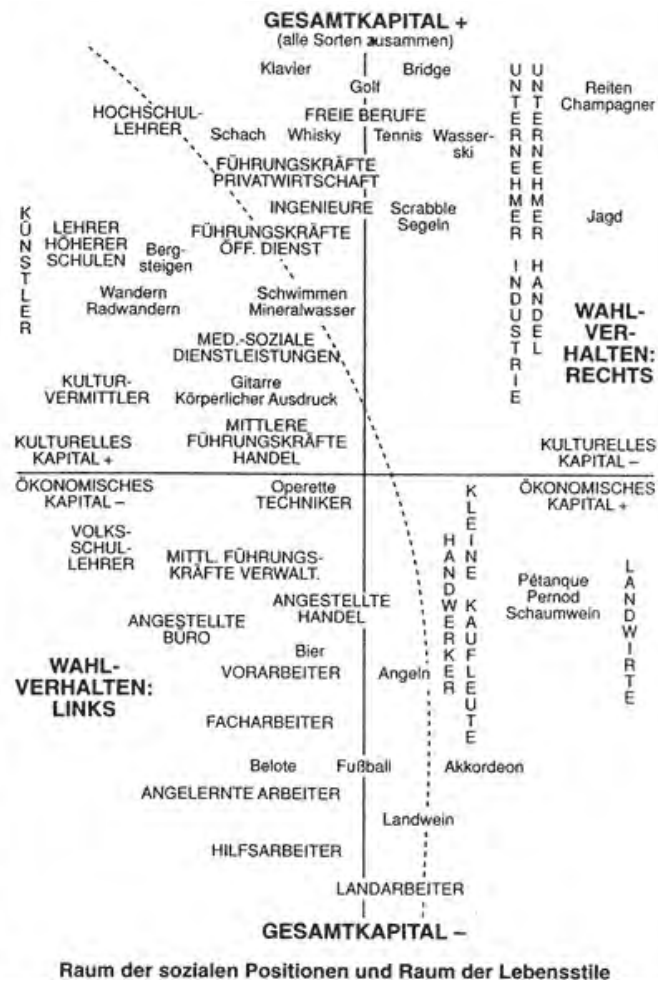 GESAMTKAPITAL +
(alle Sorten zusammen)
Klavier
Bridge
Golf
Reiten
Champagner
HOCHSCHUL-
LEHRER
FREIE BERUFE
Schach
Whisky
Tennis
Wasser-
ski
UNTERNEHMER INDUSTRIE
UNTERNEHMER HANDEL
FÜHRUNGSKRÄFTE
PRIVATWIRTSCHAFT
INGENIEURE
Scrabble
Segeln
Jagd
KÜNSTLER
LEHRER
HÖHERER
SCHULEN
Berg-
steigen
FÜHRUNGSKRÄFTE
ÖFF. DIENST
Wandern
Radwandern
Schwimmen
Mineralwasser
WAHL-
VER-
HALTEN:
RECHTS
MED.-SOZIALE
DIENSTLEISTUNGEN
KULTUR-
VERMITTLER
Gitarre
Körperlicher Ausdruck
MITTLERE
FÜHRUNGSKRÄFTE
HANDEL
KULTURELLES
KAPITAL +
KULTURELLES
KAPITAL –
ÖKONOMISCHES
KAPITAL –
Operette
TECHNIKER
ÖKONOMISCHES
KAPITAL +
VOLKS-
SCHUL-
LEHRER
MITTL. FÜHRUNGS-
KRÄFTE VERWALT.
HANDWERKER
KLEINE KAUFLEUTE
Pétanque
Pernod
Schaumwein
LANDWIRTE
ANGESTELLTE
HANDEL
ANGESTELLTE
BÜRO
Bier
WAHL-
VERHALTEN:
LINKS
VORARBEITER
Angeln
FACHARBEITER
Belote
Fußball
Akkordeon
ANGELERNTE ARBEITER
Landwein
HILFSARBEITER
LANDARBEITER
GESAMTKAPITAL –
Raum der sozialen Positionen und Raum der Lebensstile